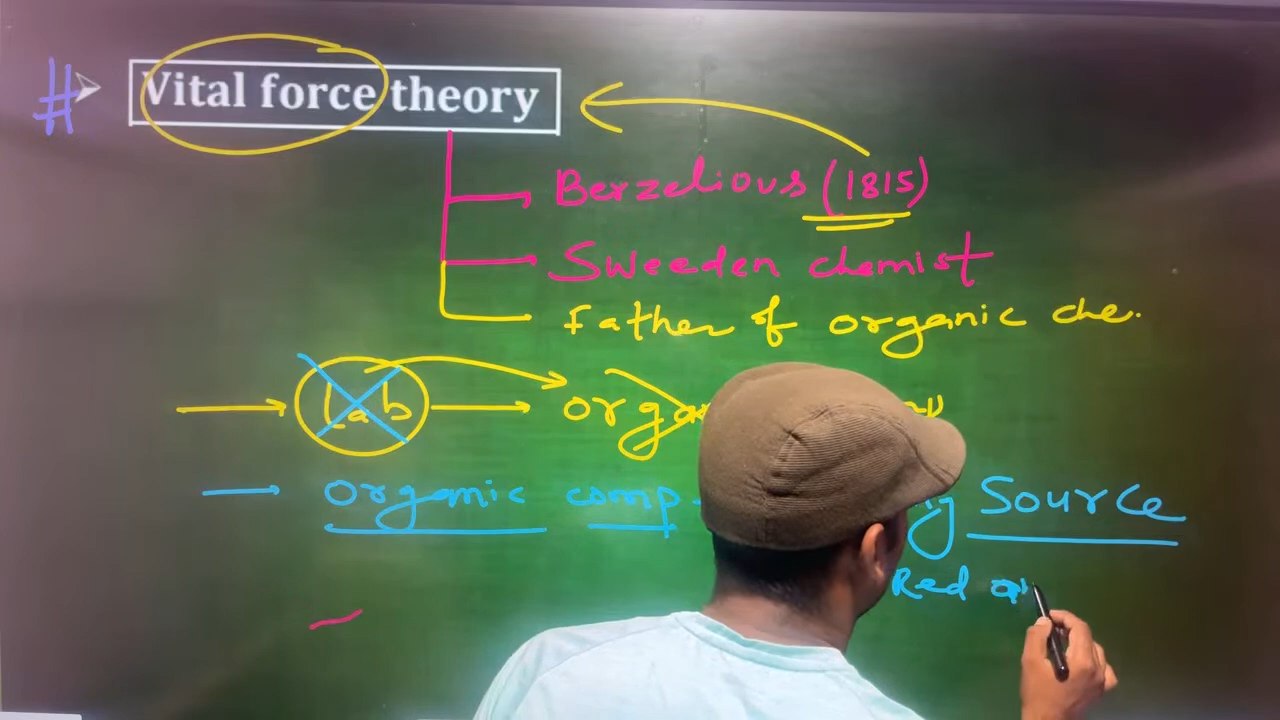 # Vital force theory
Berzelious (1815)
Sweeden chemist
Father of organic che.
Lab
organic comp. Source
Red